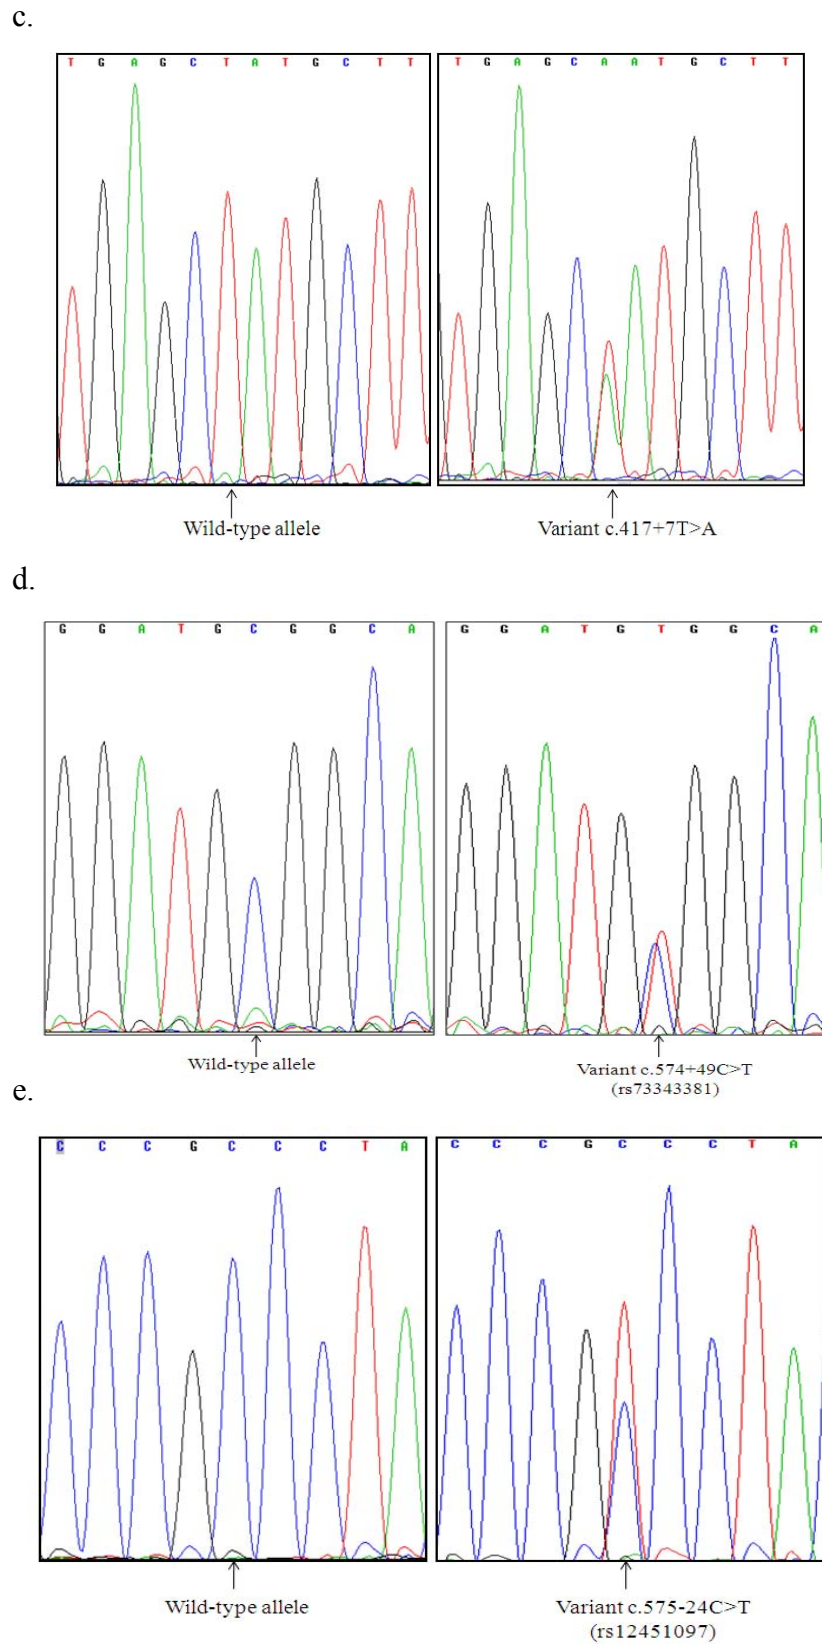 c.
T G A G C T A T G C T T
T G A G C A A T G C T T
Wild-type allele
Variant c.417+7T>A
d.
G G A T G C G G C A
G G A T G T G G C A
Wild-type allele
Variant c.574+49C>T
(rs73343381)
e.
C C C G C C C T A
C C C G C C C T A
Wild-type allele
Variant c.575-24C>T
(rs12451097)